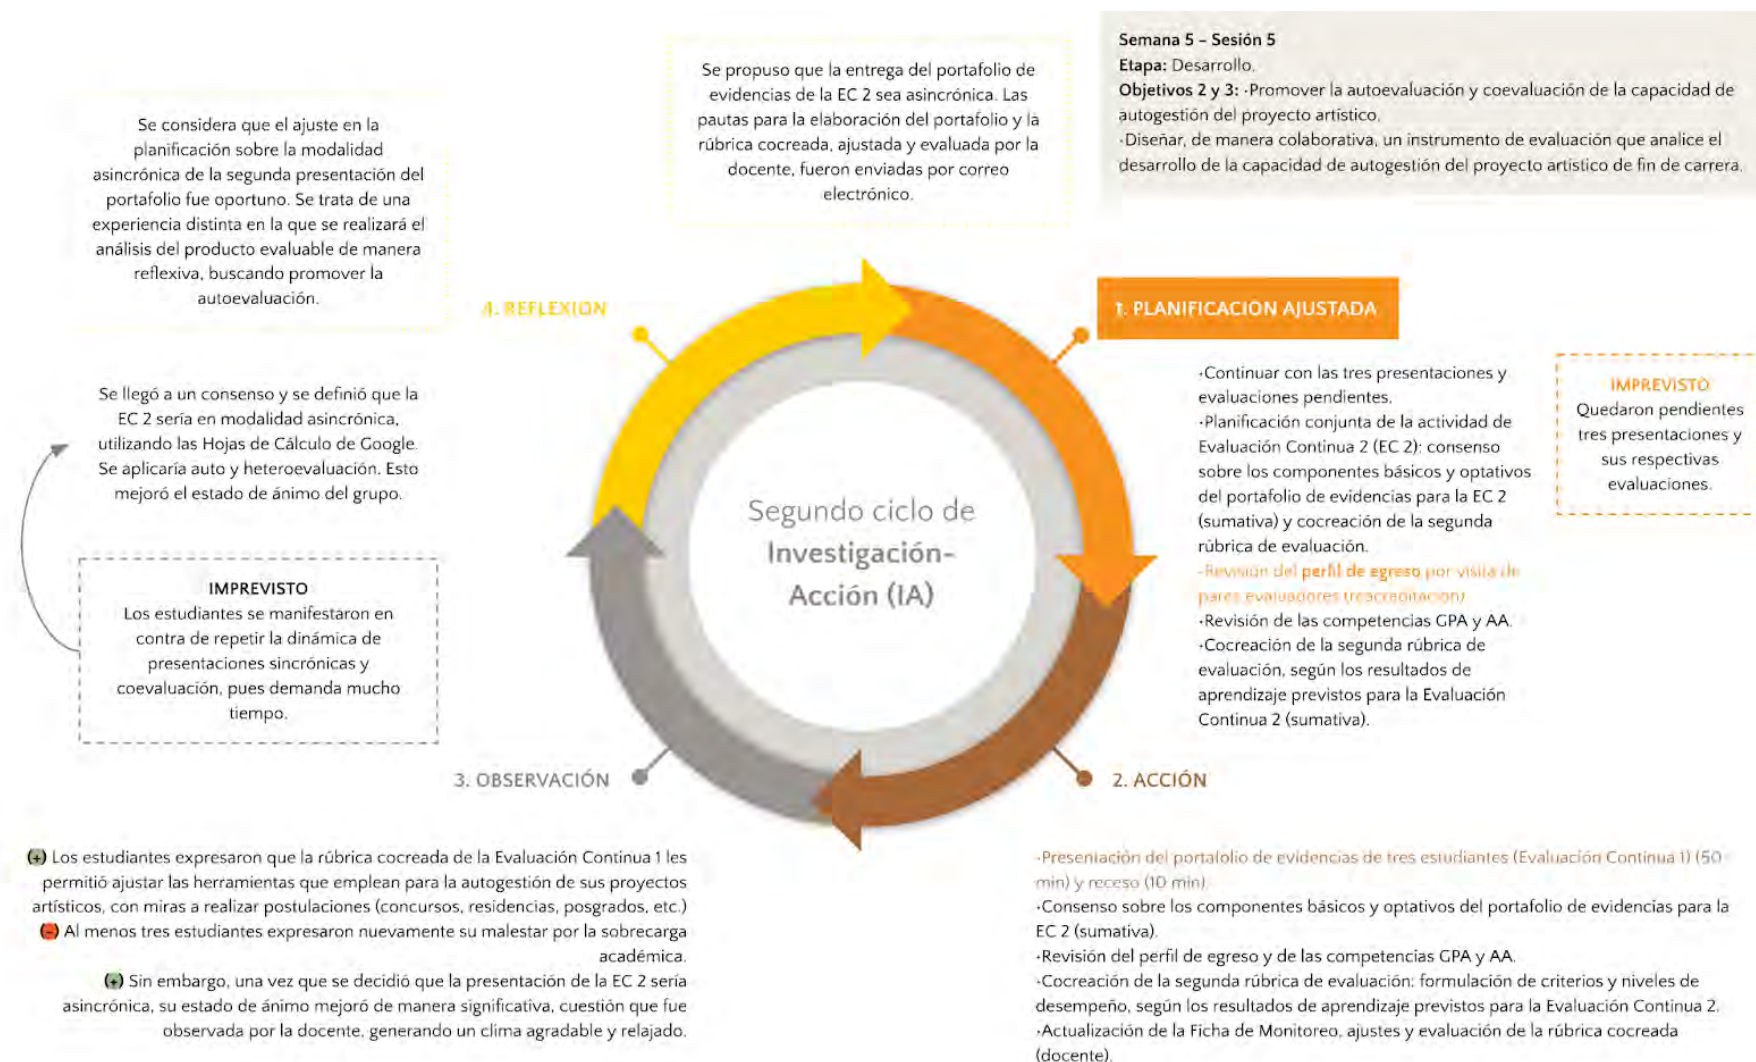 Semana 5 – Sesión 5
Etapa: Desarrollo.
Objetivos 2 y 3: •Promover la autoevaluación y coevaluación de la capacidad de
autogestión del proyecto artístico.
•Diseñar, de manera colaborativa, un instrumento de evaluación que analice el
desarrollo de la capacidad de autogestión del proyecto artístico de fin de carrera.
Se propuso que la entrega del portafolio de
evidencias de la EC 2 sea asincrónica. Las
pautas para la elaboración del portafolio y la
rúbrica cocreada, ajustada y evaluada por la
docente, fueron enviadas por correo
electrónico.
Se considera que el ajuste en la
planificación sobre la modalidad
asincrónica de la segunda presentación del
portafolio fue oportuno. Se trata de una
experiencia distinta en la que se realizará el
análisis del producto evaluable de manera
reflexiva, buscando promover la
autoevaluación.
4. REFLEXION
1. PLANIFICACION AJUSTADA
•Continuar con las tres presentaciones y
evaluaciones pendientes.
•Planificación conjunta de la actividad de
Evaluación Continua 2 (EC 2): consenso
sobre los componentes básicos y optativos
del portafolio de evidencias para la EC 2
(sumativa) y cocreación de la segunda
rúbrica de evaluación.
•Revisión del perfil de egreso por visita de
pares evaluadores (reacreditación)
•Revisión de las competencias GPA y AA.
•Cocreación de la segunda rúbrica de
evaluación, según los resultados de
aprendizaje previstos para la Evaluación
Continua 2 (sumativa).
IMPREVISTO
Quedaron pendientes
tres presentaciones y
sus respectivas
evaluaciones.
Se llegó a un consenso y se definió que la
EC 2 sería en modalidad asincrónica,
utilizando las Hojas de Cálculo de Google.
Se aplicaría auto y heteroevaluación. Esto
mejoró el estado de ánimo del grupo.
Segundo ciclo de
Investigación-
Acción (IA)
IMPREVISTO
Los estudiantes se manifestaron en
contra de repetir la dinámica de
presentaciones sincrónicas y
coevaluación, pues demanda mucho
tiempo.
3. OBSERVACIÓN
2. ACCIÓN
(+) Los estudiantes expresaron que la rúbrica cocreada de la Evaluación Continua 1 les
permitió ajustar las herramientas que emplean para la autogestión de sus proyectos
artísticos, con miras a realizar postulaciones (concursos, residencias, posgrados, etc.)
(-) Al menos tres estudiantes expresaron nuevamente su malestar por la sobrecarga
académica.
(+) Sin embargo, una vez que se decidió que la presentación de la EC 2 sería
asincrónica, su estado de ánimo mejoró de manera significativa, cuestión que fue
observada por la docente, generando un clima agradable y relajado.
•Presentación del portafolio de evidencias de tres estudiantes (Evaluación Continua 1) (50
min) y receso (10 min)
•Consenso sobre los componentes básicos y optativos del portafolio de evidencias para la
EC 2 (sumativa).
•Revisión del perfil de egreso y de las competencias GPA y AA.
•Cocreación de la segunda rúbrica de evaluación: formulación de criterios y niveles de
desempeño, según los resultados de aprendizaje previstos para la Evaluación Continua 2.
•Actualización de la Ficha de Monitoreo, ajustes y evaluación de la rúbrica cocreada
(docente).